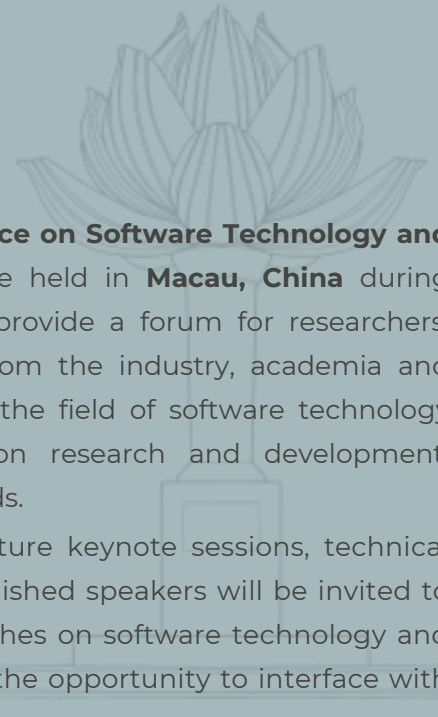 ce on Software Technology and
e held in Macau, China during
provide a forum for researchers
om the industry, academia and
the field of software technology
on research and development
ds.
ture keynote sessions, technical
ished speakers will be invited to
hes on software technology and
the opportunity to interface with